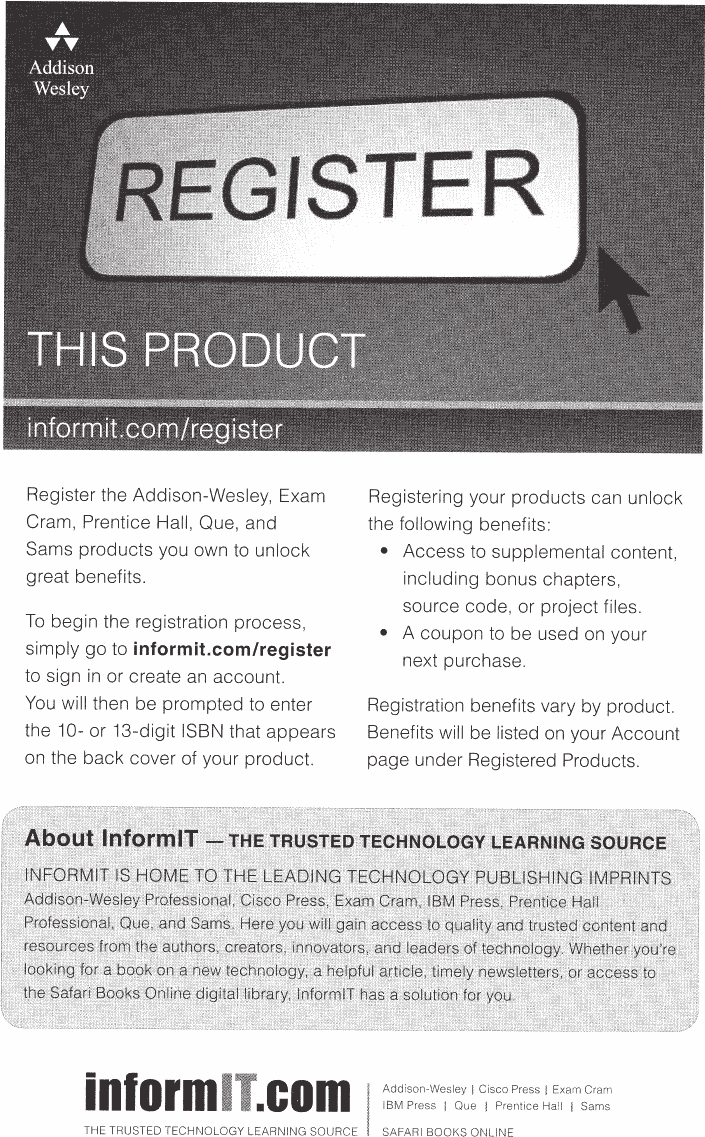 Addison
Wesley
REGISTER
THIS PRODUCT
informit.com/register
Register the Addison-Wesley, Exam
Cram, Prentice Hall, Que, and
Sams products you own to unlock
great benefits.
To begin the registration process,
simply go to informit.com/register
to sign in or create an account.
You will then be prompted to enter
the 10- or 13-digit ISBN that appears
on the back cover of your product.
Registering your products can unlock
the following benefits:
• Access to supplemental content,
including bonus chapters,
source code, or project files.
• A coupon to be used on your
next purchase.
Registration benefits vary by product.
Benefits will be listed on your Account
page under Registered Products.
About InformIT — THE TRUSTED TECHNOLOGY LEARNING SOURCE
INFORMIT IS HOME TO THE LEADING TECHNOLOGY PUBLISHING IMPRINTS
Addison-Wesley Professional, Cisco Press, Exam Cram, IBM Press, Prentice Hall
Professional, Que, and Sams. Here you will gain access to quality and trusted content and
resources from the authors, creators, innovators, and leaders of technology. Whether you're
looking for a book on a new technology, a helpful article, timely newsletters, or access to
the Safari Books Online digital library, InformIT has a solution for you.
informIT.com
THE TRUSTED TECHNOLOGY LEARNING SOURCE
Addison-Wesley | Cisco Press | Exam Cram
IBM Press | Que | Prentice Hall | Sams
SAFARI BOOKS ONLINE